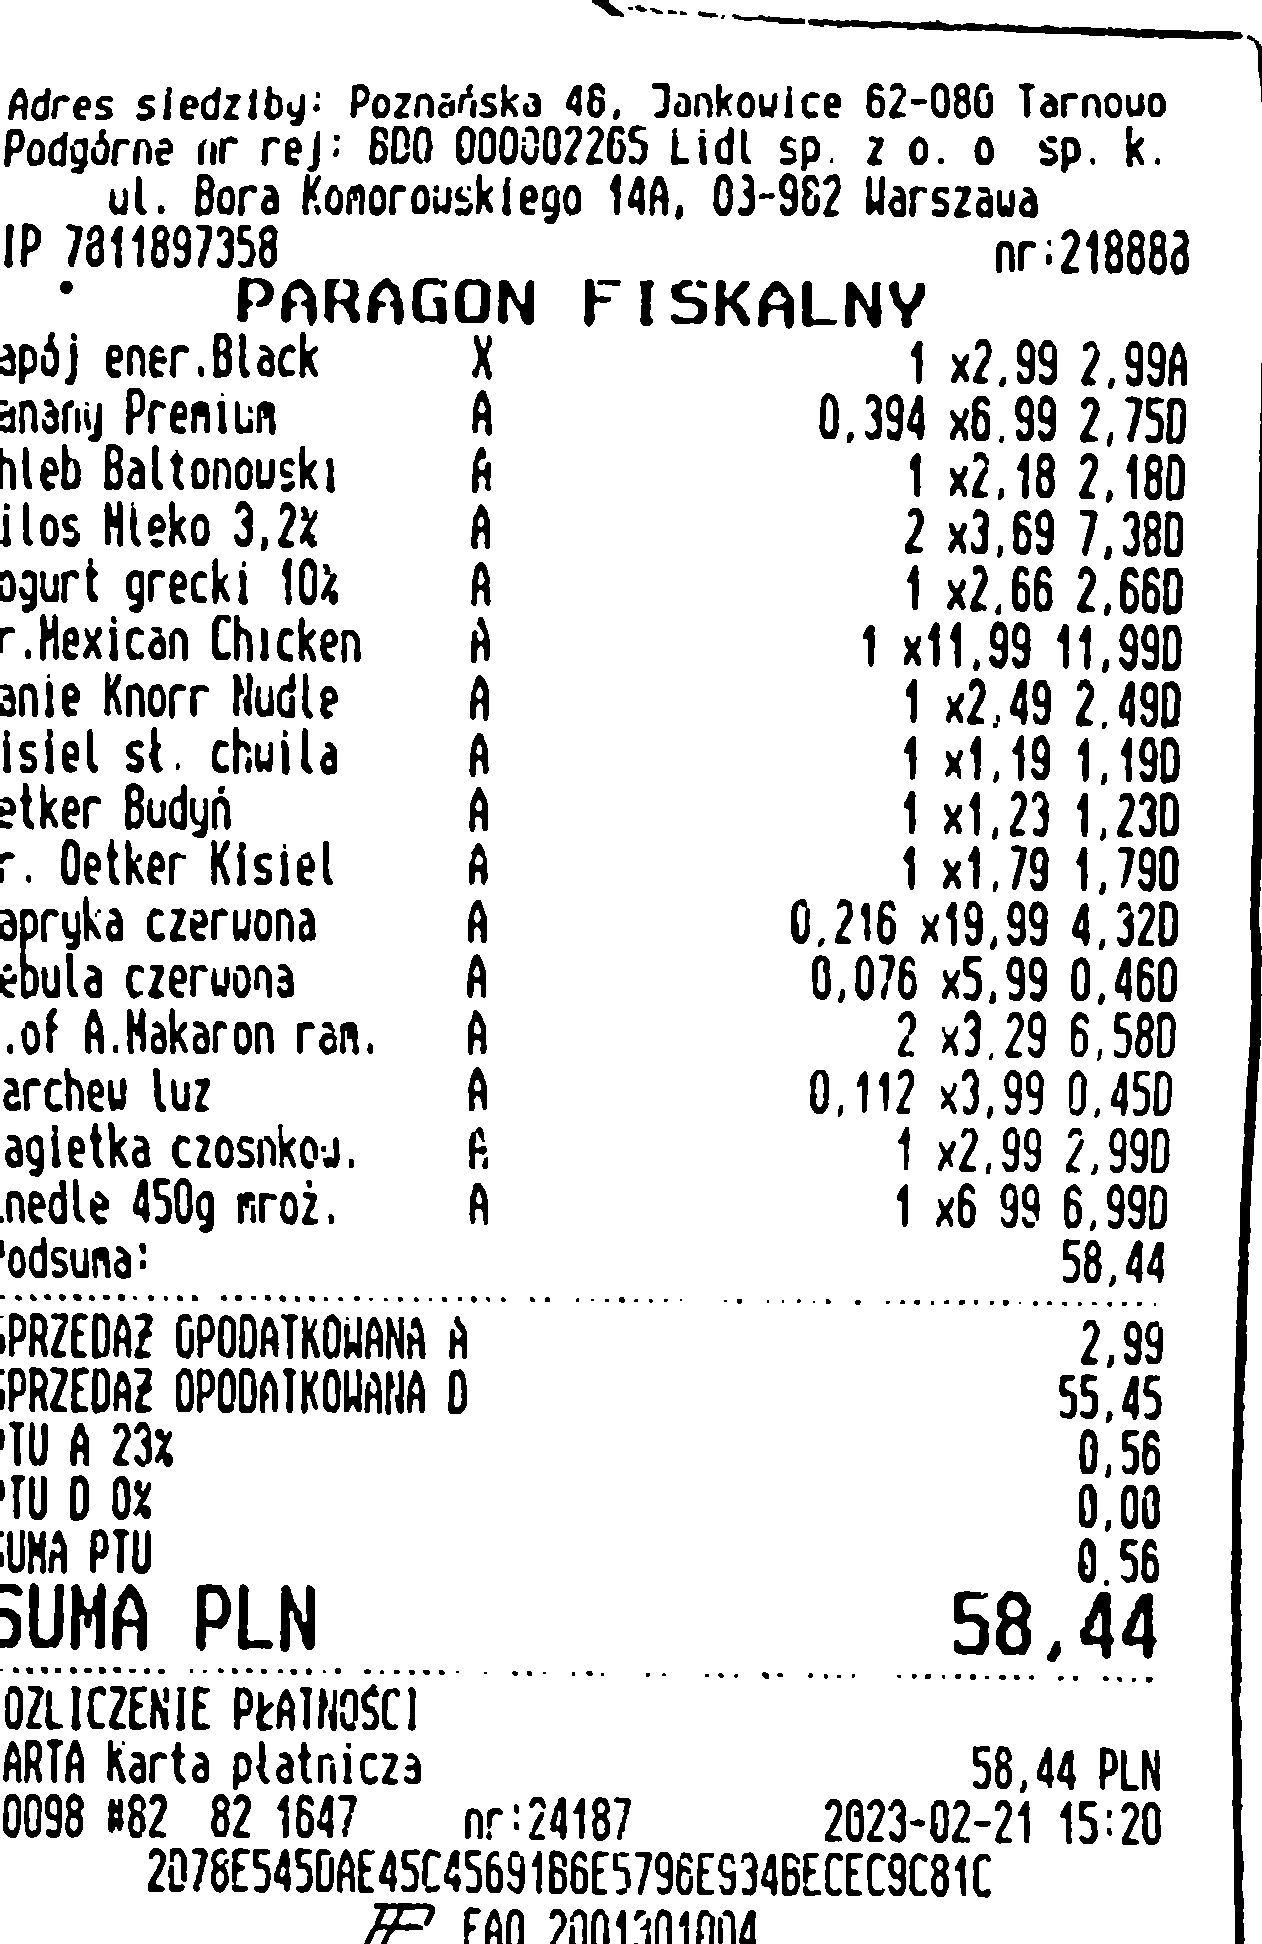 Adres siedziby: Poznańska 48, Jankowice 62-080 Tarnowo
Podgórne nr rej: BDO 000002265 Lidl sp. z o. o sp. k.
ul. Bora Komorowskiego 14A, 03-982 Warszawa
IP 7811897358 nr:218888
PARAGON FISKALNY
apój ener.Black X 1 x2,99 2,99A
anany Premium A 0,394 x6,99 2,75D
hleb Baltonowski A 1 x2,18 2,18D
ilos Mleko 3,2% A 2 x3,69 7,38D
ogurt grecki 10% A 1 x2,66 2,66D
r.Mexican Chicken A 1 x11,99 11,99D
anie Knorr Nudle A 1 x2,49 2,49D
isiel sł. chwila A 1 x1,19 1,19D
etker Budyń A 1 x1,23 1,23D
r. Oetker Kisiel A 1 x1,79 1,79D
apryka czerwona A 0,216 x19,99 4,32D
ebula czerwona A 0,076 x5,99 0,46D
.of A.Makaron ram. A 2 x3,29 6,58D
archew luz A 0,112 x3,99 0,45D
agietka czosnkow. A 1 x2,99 2,99D
nedle 450g mroż. A 1 x6 99 6,99D
Podsuma: 58,44
SPRZEDAŻ OPODATKOWANA A 2,99
SPRZEDAŻ OPODATKOWANA D 55,45
PTU A 23% 0,56
PTU D 0% 0,00
SUMA PTU 0.56
SUMA PLN 58,44
OZLICZENIE PŁATNOŚCI
ARTA Karta płatnicza 58,44 PLN
0098 #82 82 1647 nr:24187 2023-02-21 15:20
2D78E545DAE45C45691B6E5796E934BECEC9C81C
EAO 2001301004